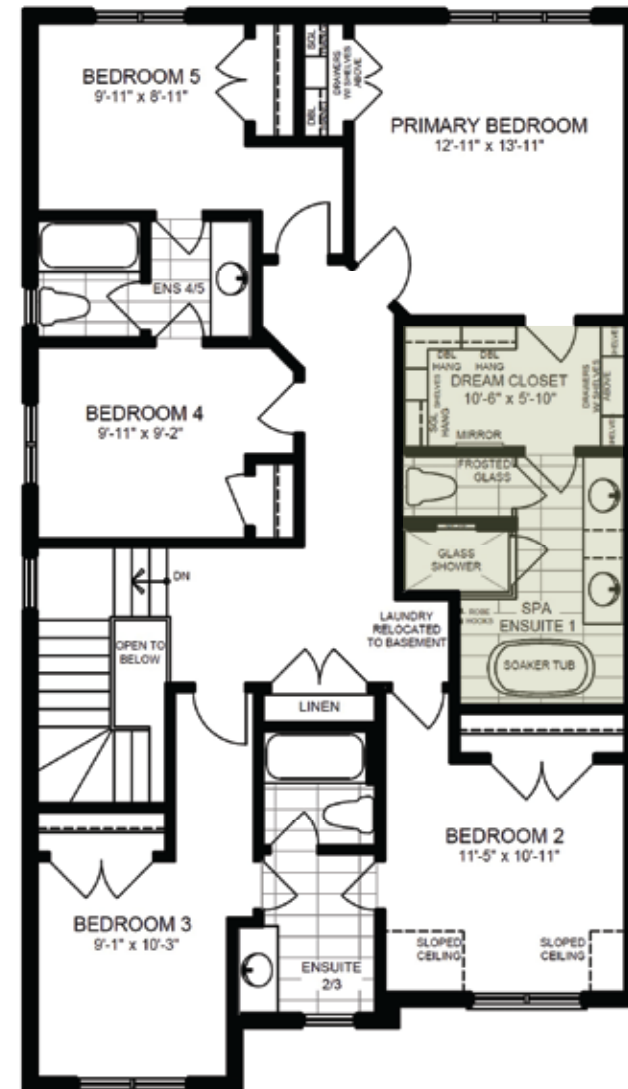 BEDROOM 5
9'-11" x 8'-11"
SGL
DBL
DRAWERS
W/ SHELVES
ABOVE
PRIMARY BEDROOM
12'-11" x 13'-11"
ENS 4/5
DBL
HANG
DBL
HANG
SHELVES
SGL
HANG
DREAM CLOSET
10'-6" x 5'-10"
MIRROR
DRAWERS
W/ SHELVES
ABOVE
SHELVES
SHELVES
BEDROOM 4
9'-11" x 9'-2"
FROSTED
GLASS
GLASS
SHOWER
DN
OPEN TO
BELOW
LAUNDRY
RELOCATED
TO BASEMENT
ROBE
HOOKS
SPA
ENSUITE 1
SOAKER TUB
LINEN
BEDROOM 2
11'-5" x 10'-11"
BEDROOM 3
9'-1" x 10'-3"
SLOPED
CEILING
SLOPED
CEILING
ENSUITE
2/3